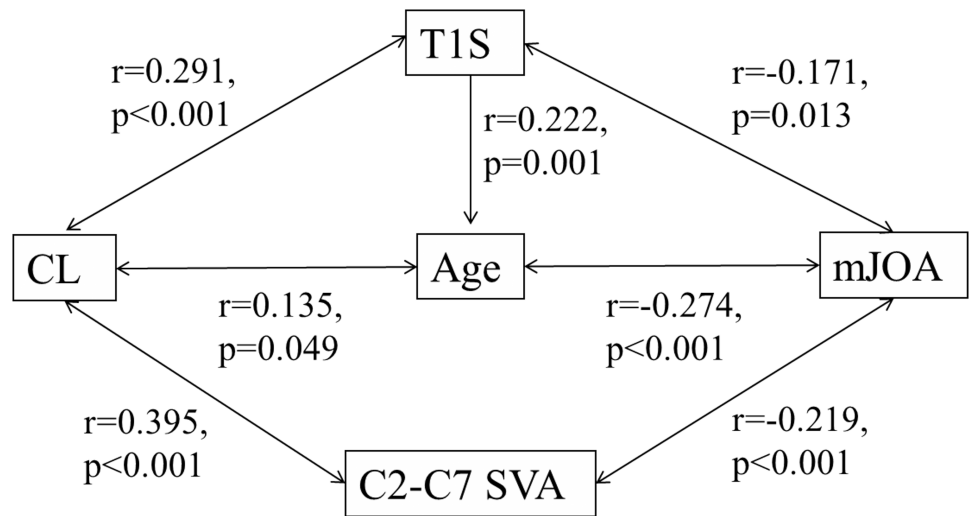 T1S
r=0.291,
p<0.001
r=-0.171,
p=0.013
r=0.222,
p=0.001
CL
Age
mJOA
r=0.135,
p=0.049
r=-0.274,
p<0.001
r=0.395,
p<0.001
r=-0.219,
p<0.001
C2-C7 SVA